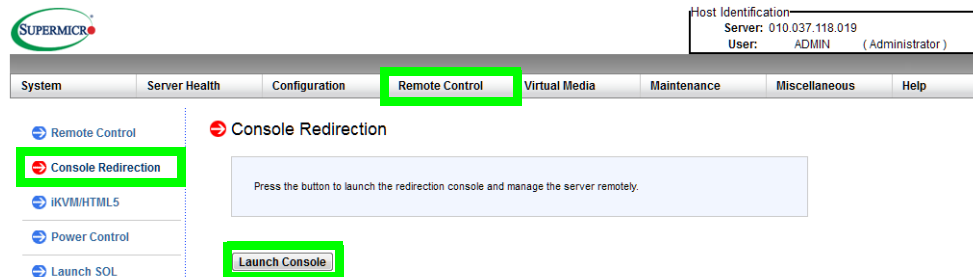 SUPERMICR
Host Identification
Server: 010.037.118.019
User: ADMIN ( Administrator )
System Server Health Configuration Remote Control Virtual Media Maintenance Miscellaneous Help
Remote Control
Console Redirection
iKVM/HTML5
Power Control
Launch SOL
Console Redirection
Press the button to launch the redirection console and manage the server remotely.
Launch Console